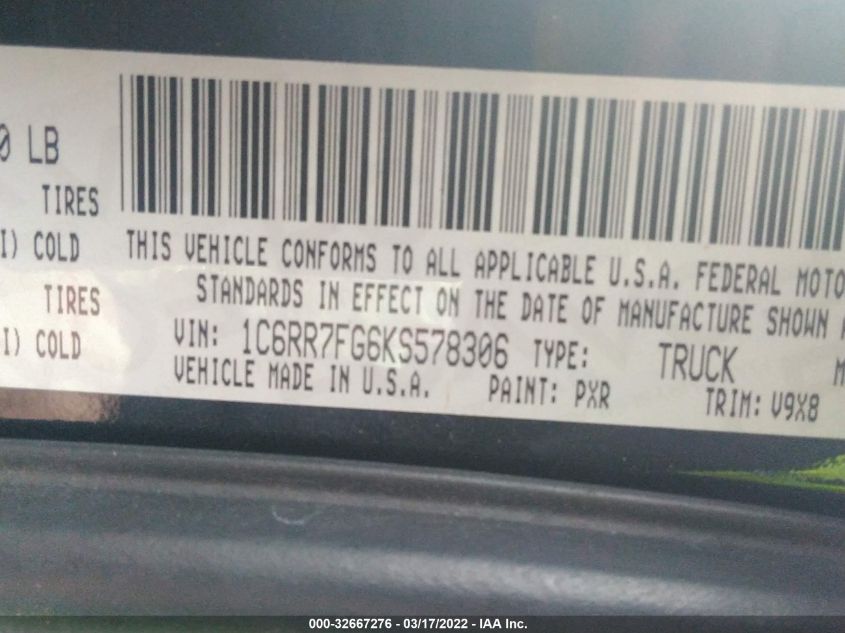 0 LB
TIRES
I) COLD
TIRES
I) COLD
THIS VEHICLE CONFORMS TO ALL APPLICABLE U.S.A. FEDERAL MOTO
STANDARDS IN EFFECT ON THE DATE OF MANUFACTURE SHOWN
VIN: 1C6RR7FG6KS578306 TYPE: TRUCK M
VEHICLE MADE IN U.S.A. PAINT: PXR TRIM: V9X8
000-32667276 - 03/17/2022 - IAA Inc.